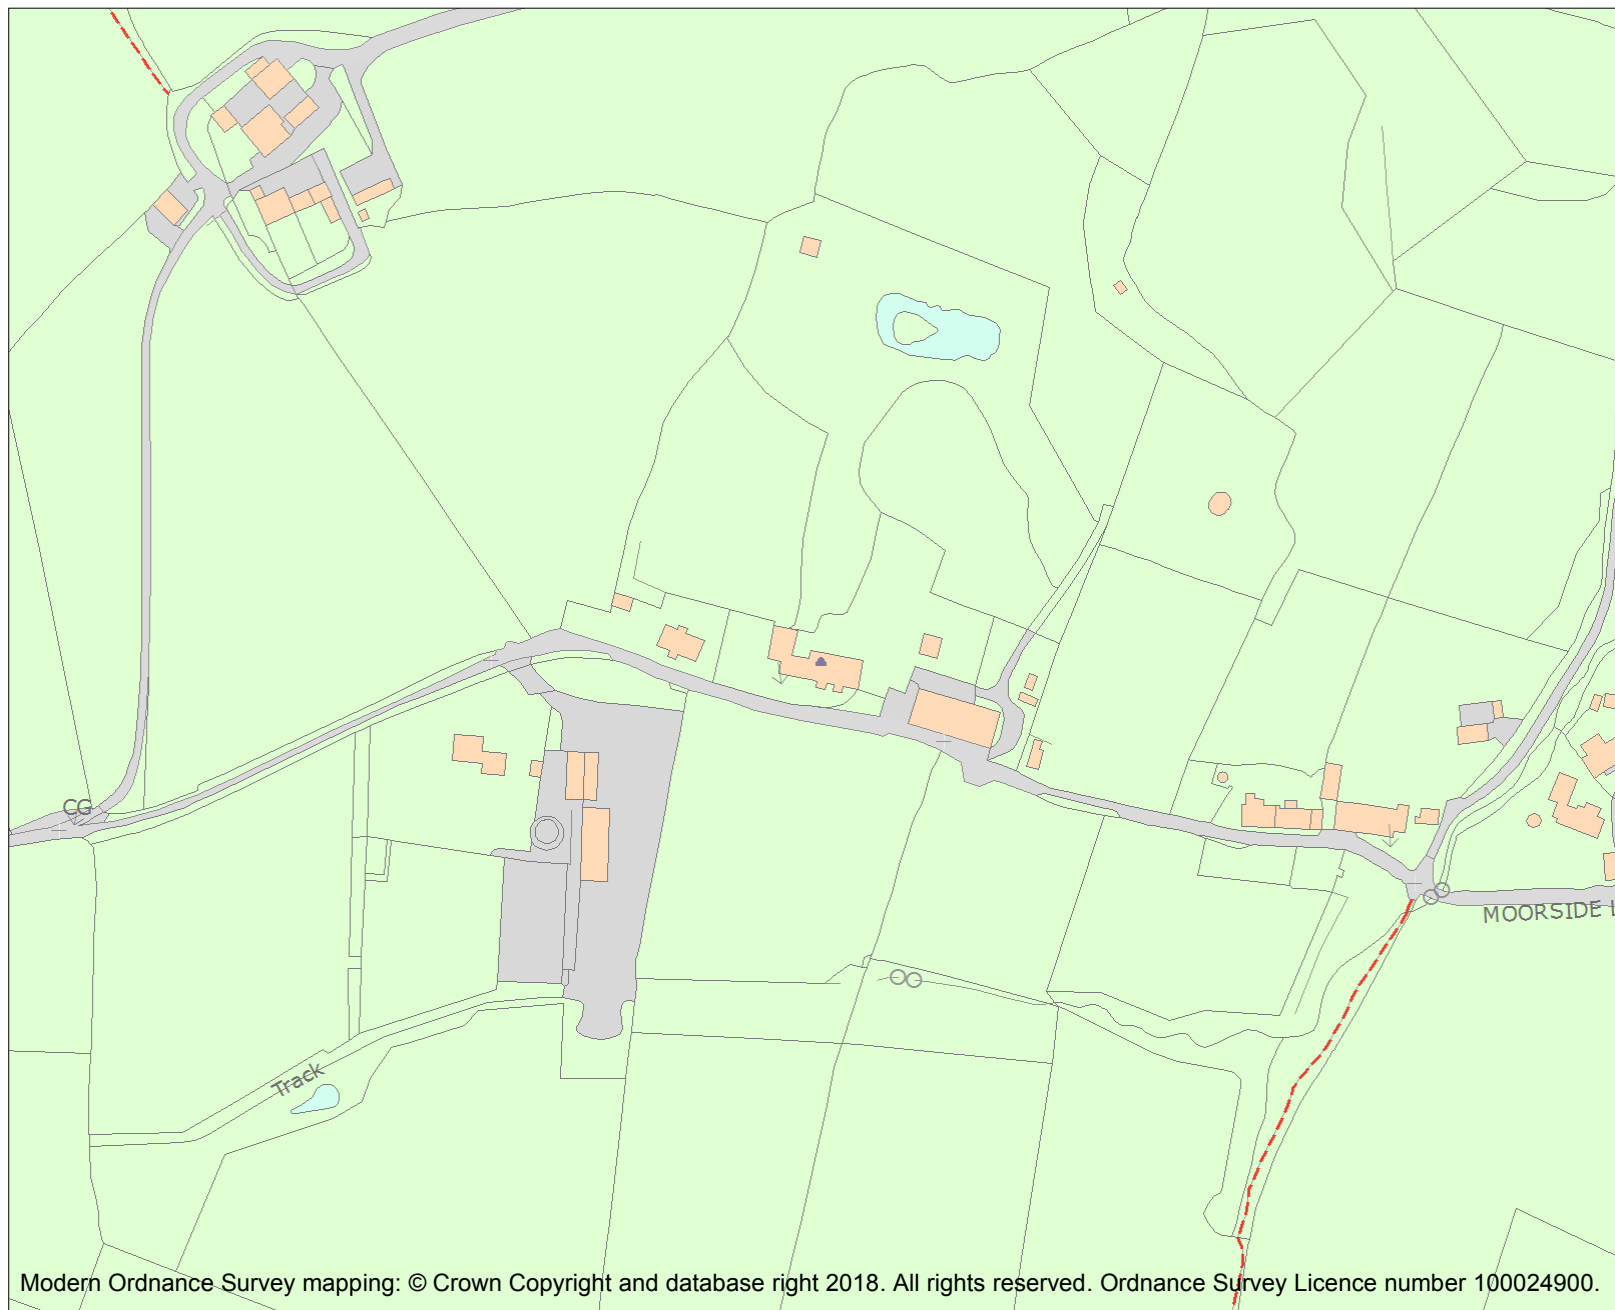 CG
MOORSIDE L
Track
Modern Ordnance Survey mapping: © Crown Copyright and database right 2018. All rights reserved. Ordnance Survey Licence number 100024900.